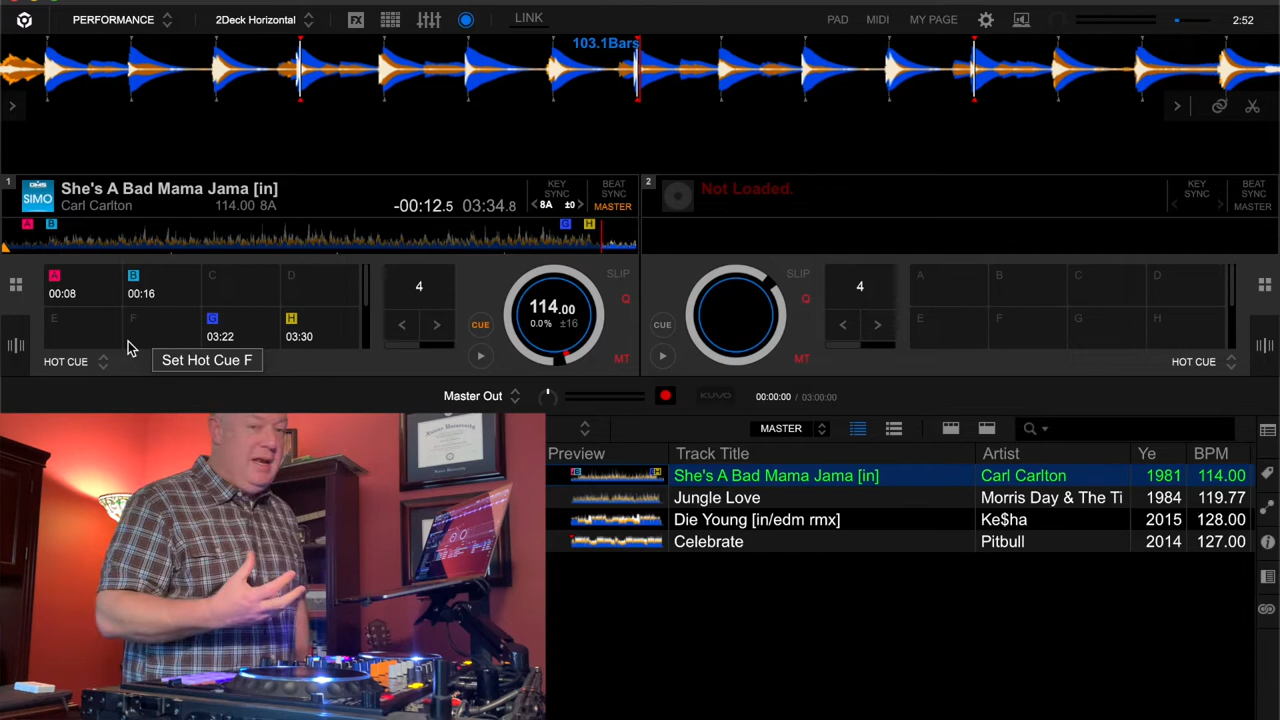 PERFORMANCE 2Deck Horizontal FX LINK PAD MIDI MY PAGE 2:52
103.1Bars
1 She's A Bad Mama Jama [in] KEY SYNC BEAT SYNC 2 Not Loaded. KEY SYNC BEAT SYNC
SIMO Carl Carlton 114.00 8A -00:12.5 03:34.8 8A ±0 MASTER MASTER
A B G H
A B C D 4 SLIP SLIP 4 A B C D
00:08 00:16 114.00 Q Q
E F G H 0.0% ±16 CUE CUE E F G H
03:22 03:30
HOT CUE Set Hot Cue F MT MT HOT CUE
Master Out KUVO 00:00:00 / 03:00:00
MASTER
Preview Track Title Artist Ye BPM
She's A Bad Mama Jama [in] Carl Carlton 1981 114.00
Jungle Love Morris Day & The Ti 1984 119.77
Die Young [in/edm rmx] Ke$ha 2015 128.00
Celebrate Pitbull 2014 127.00